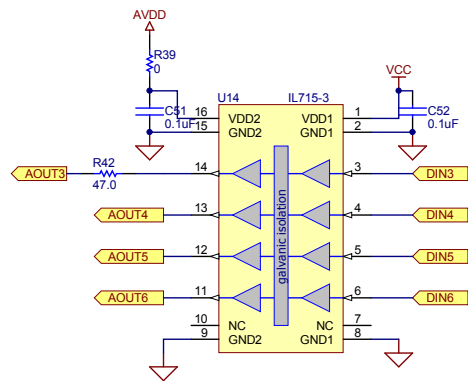 AVDD
R39
0
VCC
C51
0.1uF
U14
IL715-3
C52
0.1uF
16
VDD2
VDD1
1
15
GND2
GND1
2
AOUT3
R42
47.0
14
3
DIN3
AOUT4
13
4
DIN4
galvanic isolation
AOUT5
12
5
DIN5
AOUT6
11
6
DIN6
10
NC
NC
7
9
GND2
GND1
8